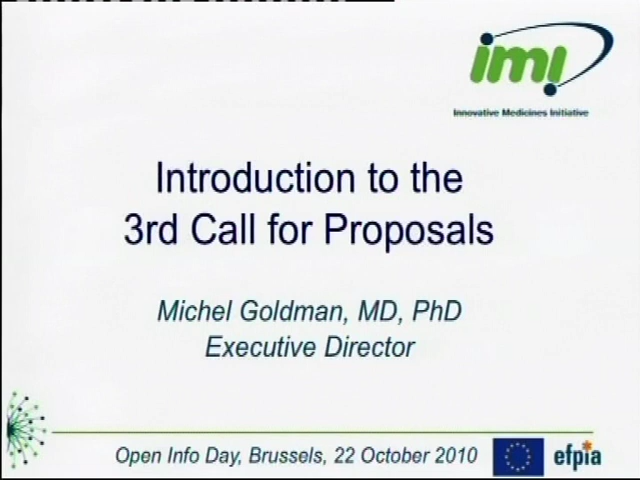 imi
Innovative Medicines Initiative
Introduction to the
3rd Call for Proposals
Michel Goldman, MD, PhD
Executive Director
Open Info Day, Brussels, 22 October 2010
efpia